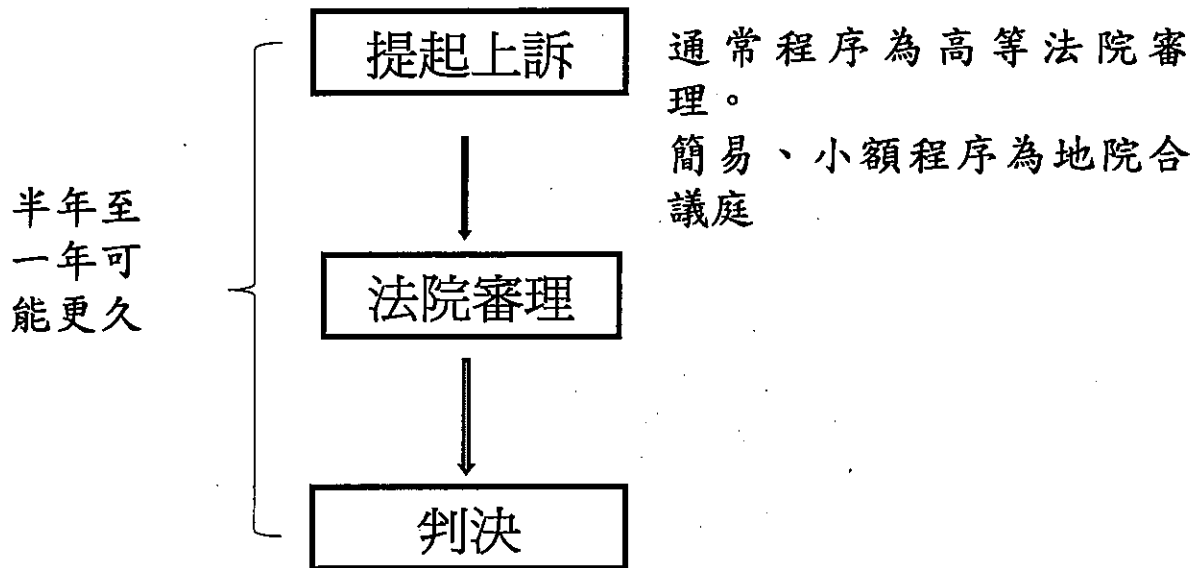 提起上訴
通常程序為高等法院審
理。
簡易、小額程序為地院合
議庭
半年至
一年可
能更久
法院審理
判決